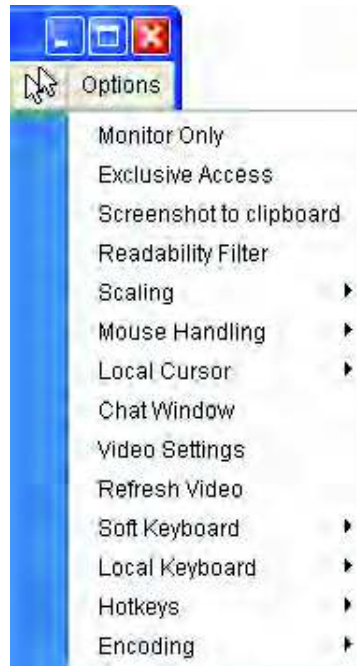 Options
Monitor Only
Exclusive Access
Screenshot to clipboard
Readability Filter
Scaling
Mouse Handling
Local Cursor
Chat Window
Video Settings
Refresh Video
Soft Keyboard
Local Keyboard
Hotkeys
Encoding